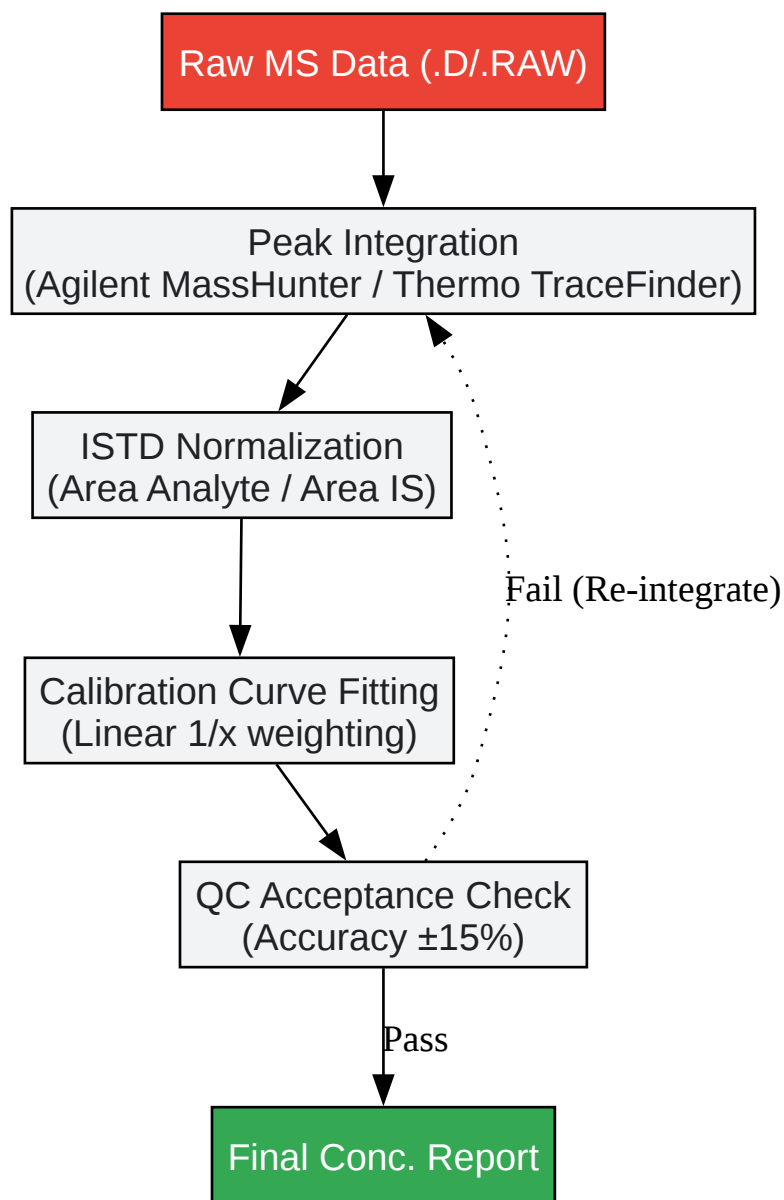 Raw MS Data (.D/.RAW)
Peak Integration
(Agilent MassHunter / Thermo TraceFinder)
ISTD Normalization
(Area Analyte / Area IS)
Fail (Re-integrate)
Calibration Curve Fitting
(Linear 1/x weighting)
QC Acceptance Check
(Accuracy ±15%)
Pass
Final Conc. Report